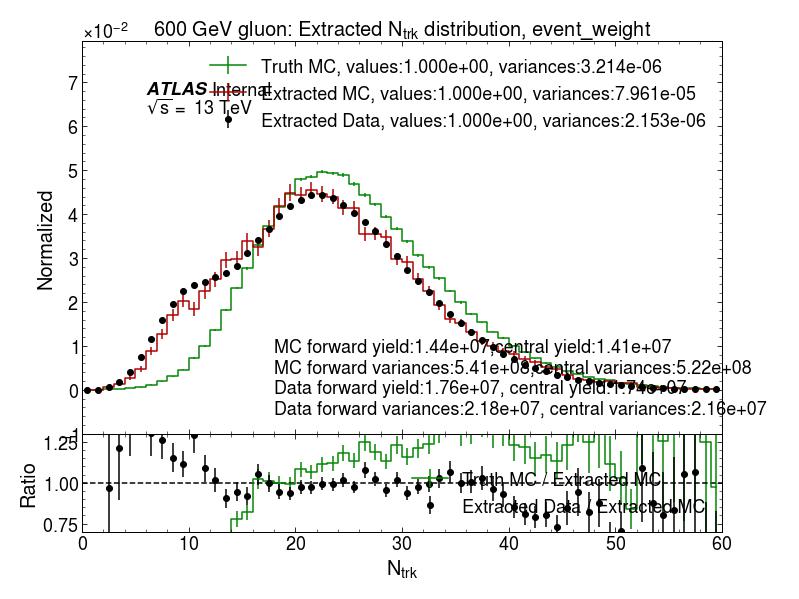 ×10⁻² 600 GeV gluon: Extracted Ntrk distribution, event_weight
Truth MC, values:1.000e+00, variances:3.214e-06
ATLAS Internal
Extracted MC, values:1.000e+00, variances:7.961e-05
√s = 13 TeV
Extracted Data, values:1.000e+00, variances:2.153e-06
7
6
5
4
3
2
1
0
Normalized
MC forward yield:1.44e+07,central yield:1.41e+07
MC forward variances:5.41e+08,central variances:5.22e+08
Data forward yield:1.76e+07, central yield:1.74e+07
Data forward variances:2.18e+07, central variances:2.16e+07
1.25
1.00
0.75
Ratio
Truth MC / Extracted MC
Extracted Data / Extracted MC
0 10 20 30 40 50 60
Ntrk